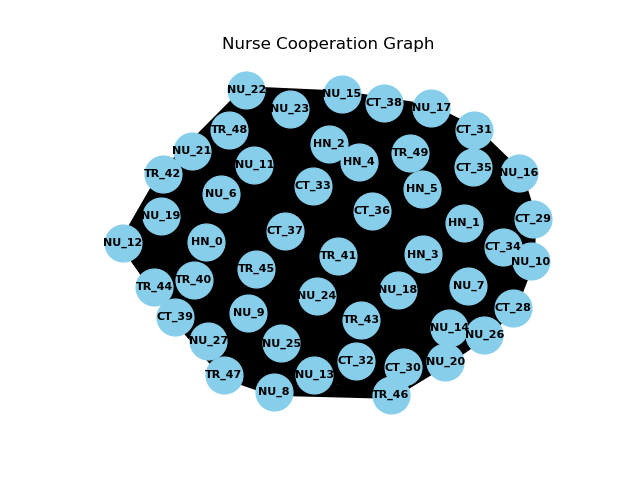 Nurse Cooperation Graph
NU_22
NU_15
NU_23
CT_38
NU_17
TR_48
CT_31
HN_2
NU_21
TR_49
HN_4
NU_11
CT_35
TR_42
NU_16
CT_33
HN_5
NU_6
CT_36
NU_19
CT_29
HN_1
CT_37
HN_0
NU_12
CT_34
HN_3
TR_41
NU_10
TR_45
TR_40
NU_7
TR_44
NU_18
NU_24
CT_28
NU_9
CT_39
TR_43
NU_14
NU_26
NU_27
NU_25
CT_32
NU_20
CT_30
TR_47
NU_13
NU_8
TR_46